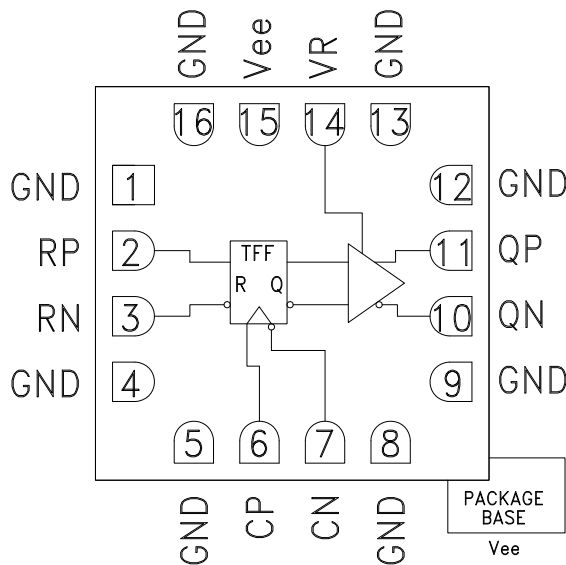 GND
Vee
VR
GND
16
15
14
13
GND
1
12
GND
RP
2
TFF
11
QP
R
Q
RN
3
10
QN
GND
4
9
GND
5
6
7
8
GND
CP
CN
GND
PACKAGE
BASE
Vee